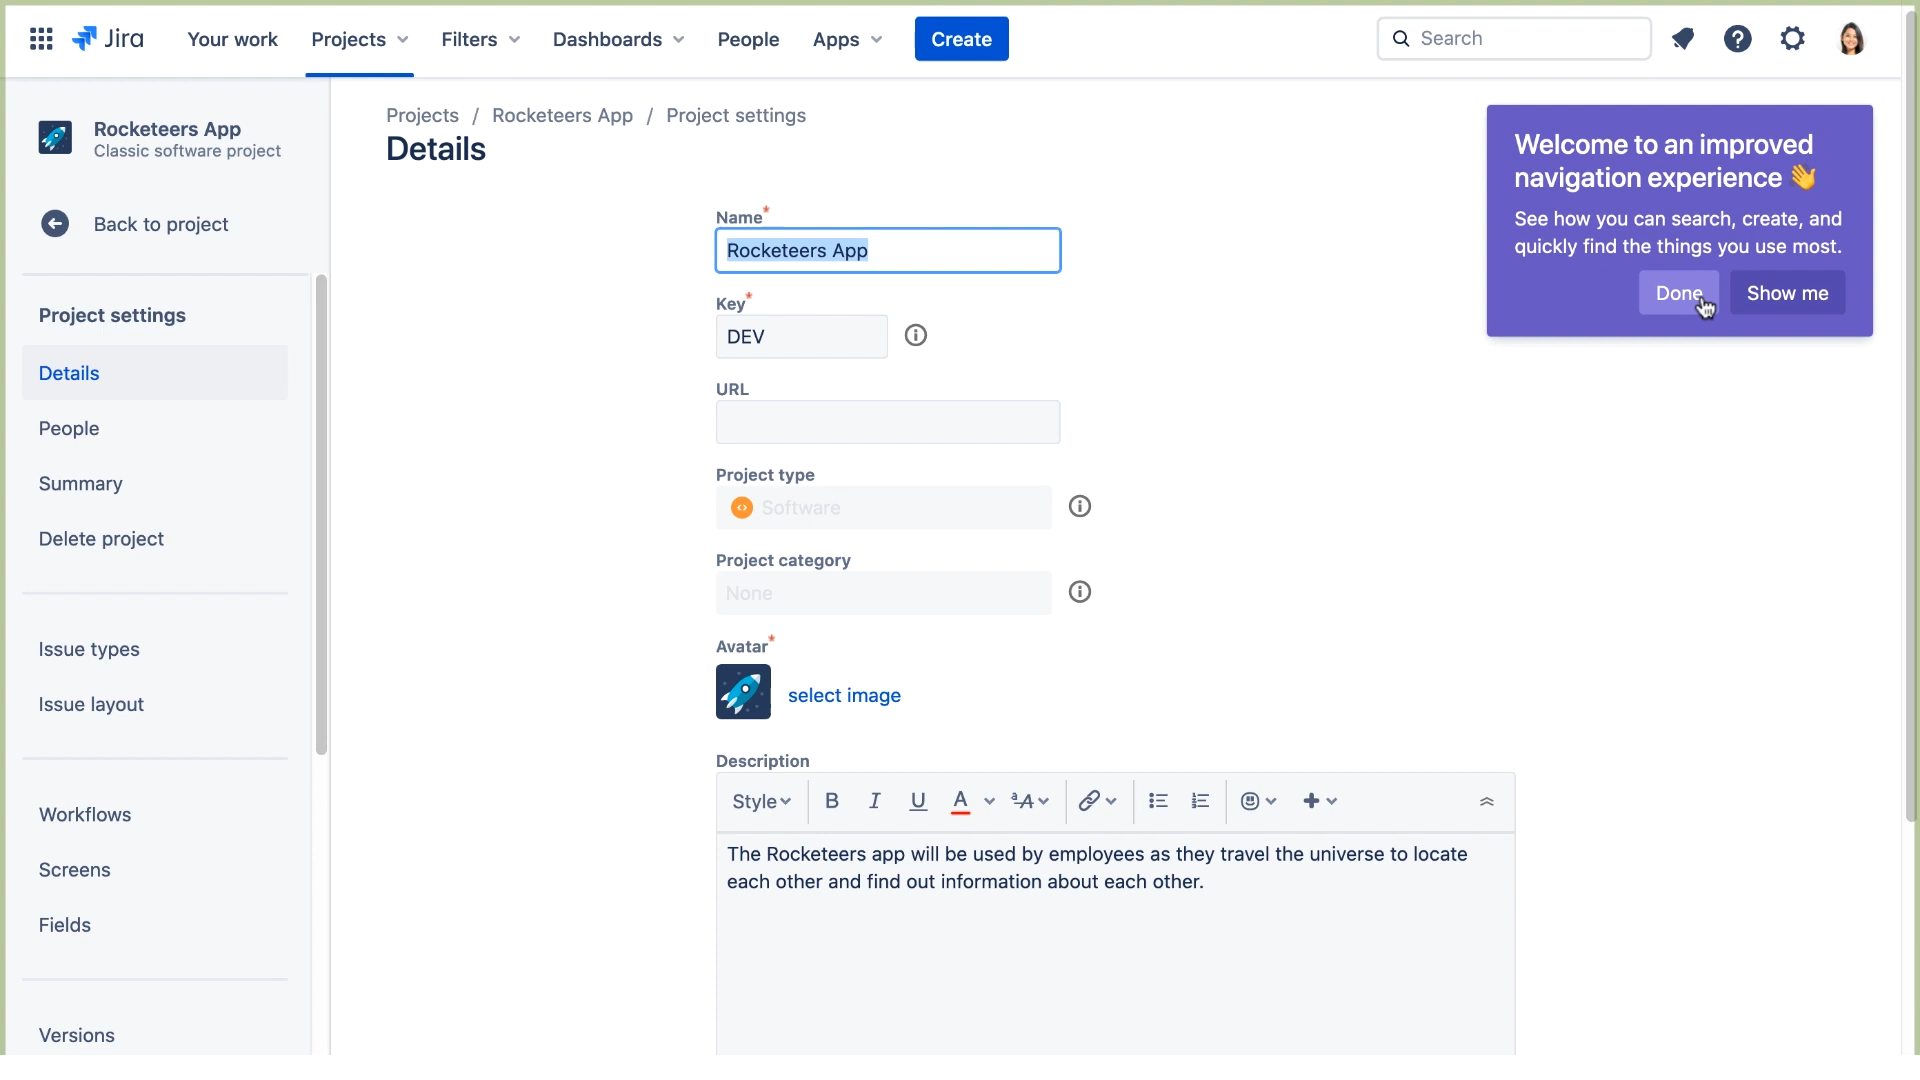 Jira
Your work
Projects
Filters
Dashboards
People
Apps
Create
Search
Rocketeers App
Classic software project
Back to project
Project settings
Details
People
Summary
Delete project
Issue types
Issue layout
Workflows
Screens
Fields
Versions
Projects / Rocketeers App / Project settings
Details
Name*
Rocketeers App
Key*
DEV
URL
Project type
Software
Project category
None
Avatar*
select image
Description
Style B I U A ᵃA
The Rocketeers app will be used by employees as they travel the universe to locate
each other and find out information about each other.
Welcome to an improved
navigation experience 👋
See how you can search, create, and
quickly find the things you use most.
Done
Show me